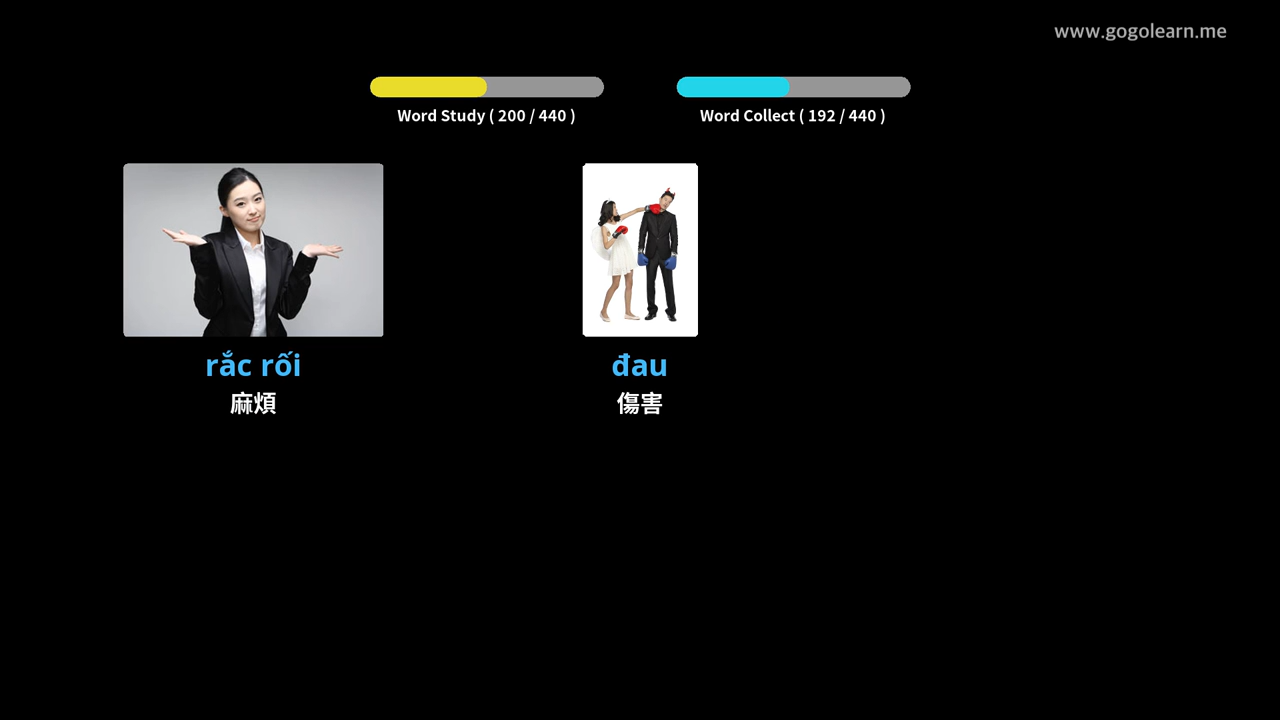 www.gogolearn.me
Word Study ( 200 / 440 )
Word Collect ( 192 / 440 )
rắc rối
麻煩
đau
傷害